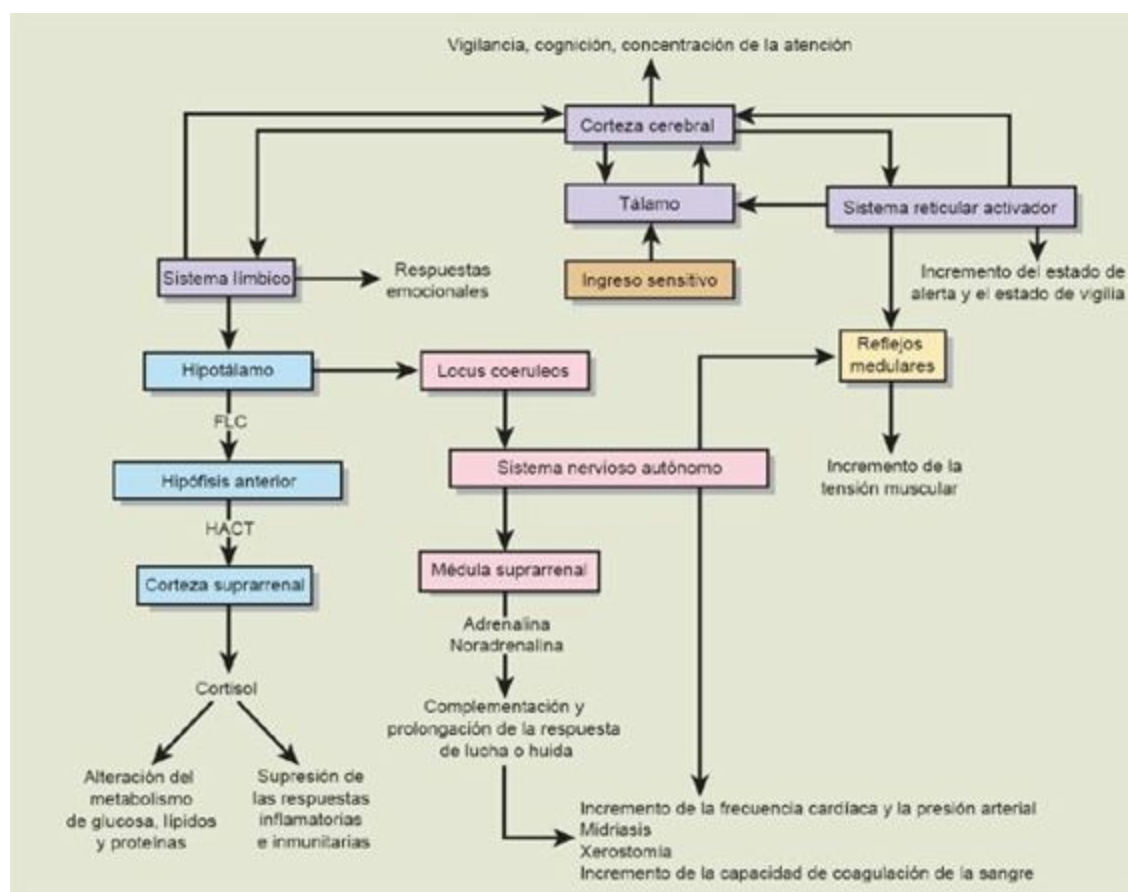 Vigilancia, cognición, concentración de la atención
Corteza cerebral
Tálamo
Sistema reticular activador
Sistema límbico
Respuestas
emocionales
Ingreso sensitivo
Incremento del estado de
alerta y el estado de vigilia
Hipotálamo
Locus coeruleos
Reflejos
medulares
FLC
Hipófisis anterior
Sistema nervioso autónomo
Incremento de la
tensión muscular
HACT
Corteza suprarrenal
Médula suprarrenal
Adrenalina
Noradrenalina
Cortisol
Complementación y
prolongación de la respuesta
de lucha o huida
Alteración del
metabolismo
de glucosa, lípidos
y proteínas
Supresión de
las respuestas
inflamatorias
e inmunitarias
Incremento de la frecuencia cardíaca y la presión arterial
Midriasis
Xerostomía
Incremento de la capacidad de coagulación de la sangre